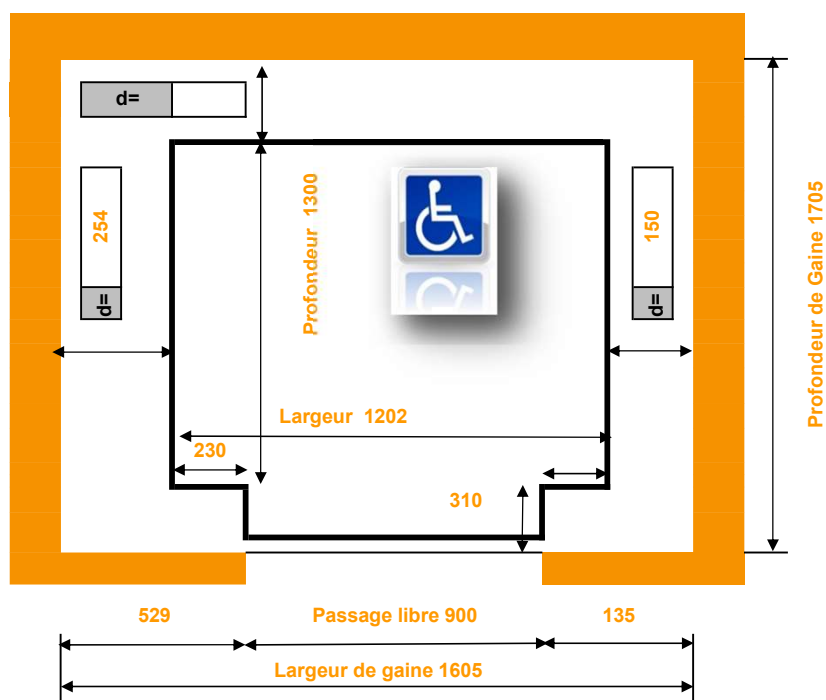 d=
Profondeur 1300
254
d=
150
d=
Profondeur de Gaine 1705
Largeur 1202
230
310
529
Passage libre 900
135
Largeur de gaine 1605